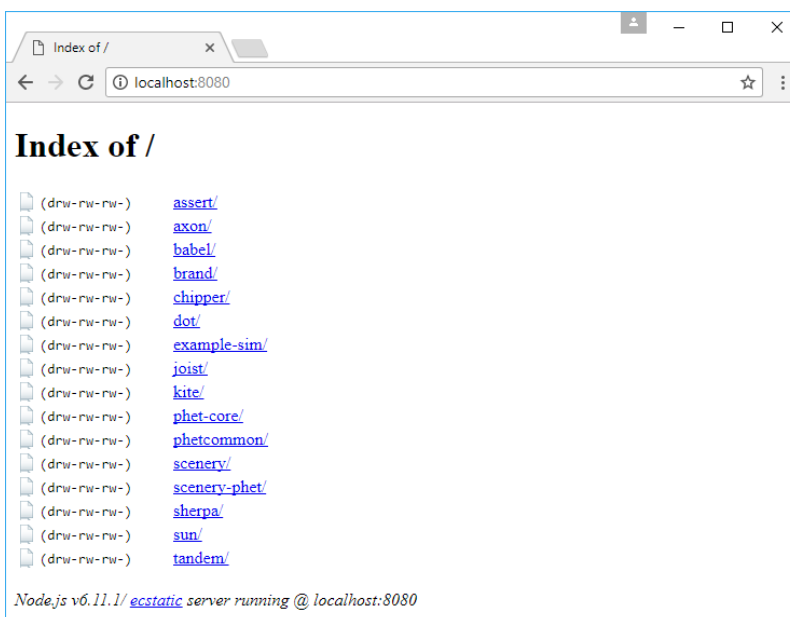 Index of /
localhost:8080
Index of /
(drw-rw-rw-) assert/
(drw-rw-rw-) axon/
(drw-rw-rw-) babel/
(drw-rw-rw-) brand/
(drw-rw-rw-) chipper/
(drw-rw-rw-) dot/
(drw-rw-rw-) example-sim/
(drw-rw-rw-) joist/
(drw-rw-rw-) kite/
(drw-rw-rw-) phet-core/
(drw-rw-rw-) phetcommon/
(drw-rw-rw-) scenery/
(drw-rw-rw-) scenery-phet/
(drw-rw-rw-) sherpa/
(drw-rw-rw-) sun/
(drw-rw-rw-) tandem/
Node.js v6.11.1/ ecstatic server running @ localhost:8080